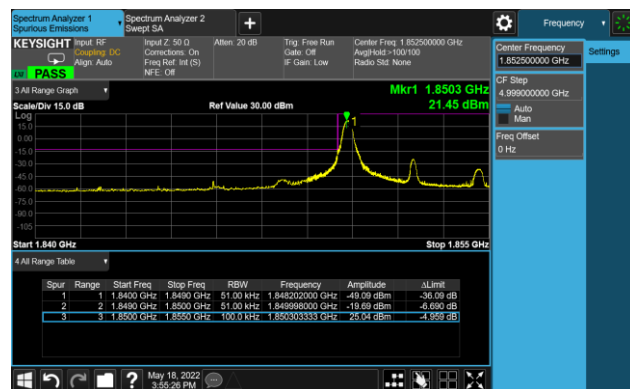 Spectrum Analyzer 1
Spurious Emissions
Spectrum Analyzer 2
Swept SA
Frequency
KEYSIGHT
Input: RF
Coupling: DC
Align: Auto
Input Z: 50 Ω
Corrections: On
Freq Ref: Int (S)
NFE: Off
Atten: 20 dB
Trig: Free Run
Gate: Off
IF Gain: Low
Center Freq: 1.852500000 GHz
Avg|Hold:>100/100
Radio Std: None
PASS
Center Frequency
1.852500000 GHz
Settings
CF Step
4.999000000 GHz
Auto
Man
Freq Offset
0 Hz
3 All Range Graph
Mkr1 1.8503 GHz
Scale/Div 15.0 dB
Ref Value 30.00 dBm
21.45 dBm
Log
15.0
0.00
-15.0
-30.0
-45.0
-60.0
-75.0
-90.0
-105
1
Start 1.840 GHz
Stop 1.855 GHz
4 All Range Table
Spur Range Start Freq Stop Freq RBW Frequency Amplitude ΔLimit
1 1 1.8400 GHz 1.8490 GHz 51.00 kHz 1.848202000 GHz -49.09 dBm -36.09 dB
2 2 1.8490 GHz 1.8500 GHz 51.00 kHz 1.849998000 GHz -19.69 dBm -6.690 dB
3 3 1.8500 GHz 1.8550 GHz 100.0 kHz 1.850303333 GHz 25.04 dBm -4.959 dB
May 18, 2022
3:55:26 PM